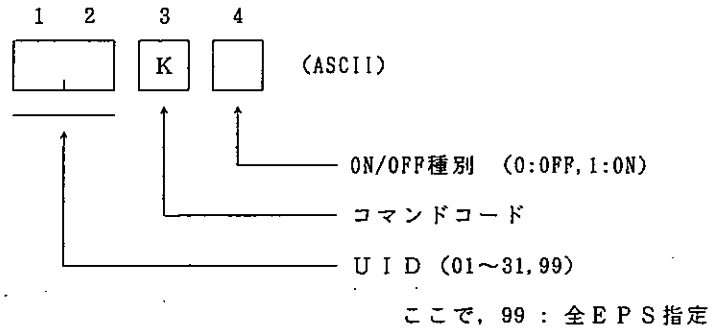 1 2 3 4
K (ASCII)
ON/OFF種別 (0:OFF,1:ON)
コマンドコード
UID (01~31,99)
ここで, 99 : 全EPS指定